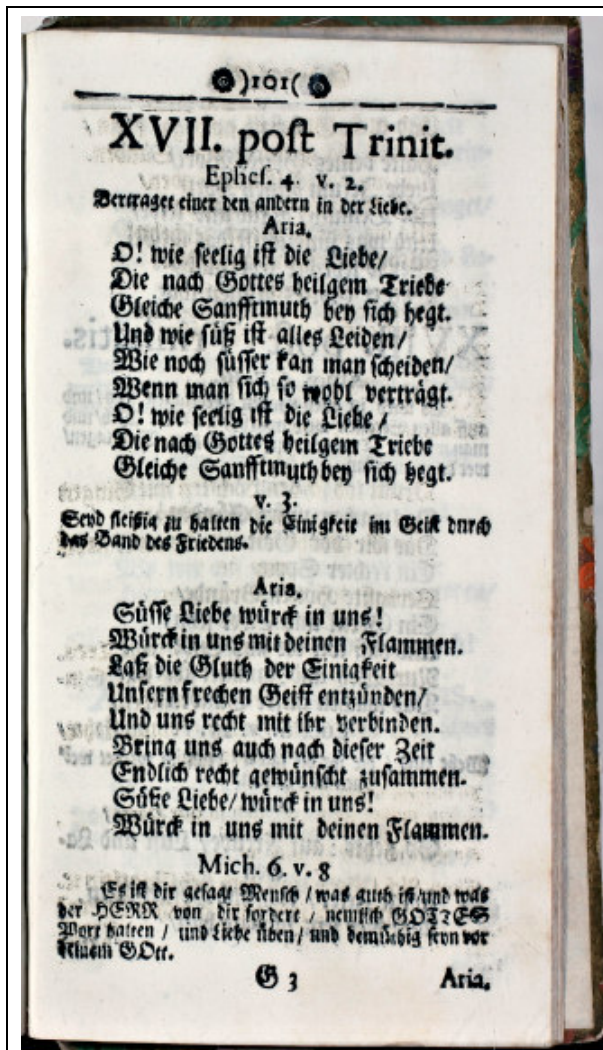 )101(
XVII. post Trinit.
Ephes. 4. v. 2.
Vertraget einer den andern in der Liebe.
Aria.
O! wie seelig ist die Liebe/
Die nach Gottes heilgem Triebe
Gleiche Sanfftmuth bey sich hegt.
Und wie süß ist alles Leiden/
Wie noch süsser kan man scheiden/
Wenn man sich so wohl verträgt.
O! wie seelig ist die Liebe/
Die nach Gottes heilgem Triebe
Gleiche Sanfftmuth bey sich hegt.
v. 3.
Seyd fleißig zu halten die Einigkeit im Geist durch
das Band des Friedens.
Aria.
Süsse Liebe würck in uns!
Würck in uns mit deinen Flammen.
Laß die Gluth der Einigkeit
Unsern frechen Geist entzünden/
Und uns recht mit ihr verbinden.
Bring uns auch nach dieser Zeit
Endlich recht gewünscht zusammen.
Süße Liebe/ würck in uns!
Würck in uns mit deinen Flammen.
Mich. 6. v. 8
Es ist dir gesagt Mensch / was guth ist/und was
der HERR von dir fordert / nemlich GOTTES
Wort halten / und Liebe üben/ und demüthig seyn vor
deinem GOtt.
G 3 Aria.